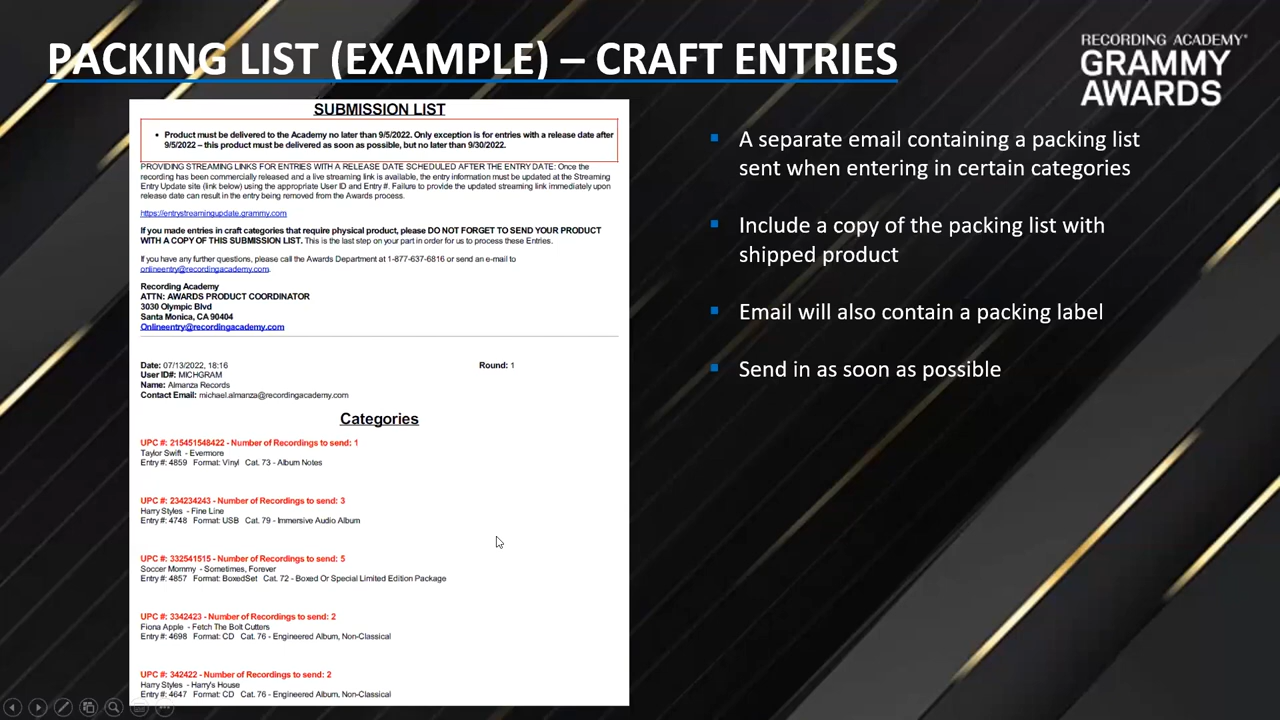 PACKING LIST (EXAMPLE) – CRAFT ENTRIES
RECORDING ACADEMY®
GRAMMY
AWARDS
SUBMISSION LIST
• Product must be delivered to the Academy no later than 9/5/2022. Only exception is for entries with a release date after
9/5/2022 – this product must be delivered as soon as possible, but no later than 9/30/2022.
PROVIDING STREAMING LINKS FOR ENTRIES WITH A RELEASE DATE SCHEDULED AFTER THE ENTRY DATE: Once the
recording has been commercially released and a live streaming link is available, the entry information must be updated at the Streaming
Entry Update site (link below) using the appropriate User ID and Entry #. Failure to provide the updated streaming link immediately upon
release date can result in the entry being removed from the Awards process.
https://entrystreamingupdate.grammy.com
If you made entries in craft categories that require physical product, please DO NOT FORGET TO SEND YOUR PRODUCT
WITH A COPY OF THIS SUBMISSION LIST. This is the last step on your part in order for us to process these Entries.
If you have any further questions, please call the Awards Department at 1-877-637-6816 or send an e-mail to
onlineentry@recordingacademy.com.
Recording Academy
ATTN: AWARDS PRODUCT COORDINATOR
3030 Olympic Blvd
Santa Monica, CA 90404
Onlineentry@recordingacademy.com
Date: 07/13/2022, 18:16 Round: 1
User ID#: MICHGRAM
Name: Almanza Records
Contact Email: michael.almanza@recordingacademy.com
Categories
UPC #: 215451548422 - Number of Recordings to send: 1
Taylor Swift - Evermore
Entry #: 4859 Format: Vinyl Cat. 73 - Album Notes
UPC #: 234234243 - Number of Recordings to send: 3
Harry Styles - Fine Line
Entry #: 4748 Format: USB Cat. 79 - Immersive Audio Album
UPC #: 332541515 - Number of Recordings to send: 5
Soccer Mommy - Sometimes, Forever
Entry #: 4857 Format: BoxedSet Cat. 72 - Boxed Or Special Limited Edition Package
UPC #: 3342423 - Number of Recordings to send: 2
Fiona Apple - Fetch The Bolt Cutters
Entry #: 4698 Format: CD Cat. 76 - Engineered Album, Non-Classical
UPC #: 342422 - Number of Recordings to send: 2
Harry Styles - Harry's House
Entry #: 4647 Format: CD Cat. 76 - Engineered Album, Non-Classical
A separate email containing a packing list
sent when entering in certain categories
Include a copy of the packing list with
shipped product
Email will also contain a packing label
Send in as soon as possible